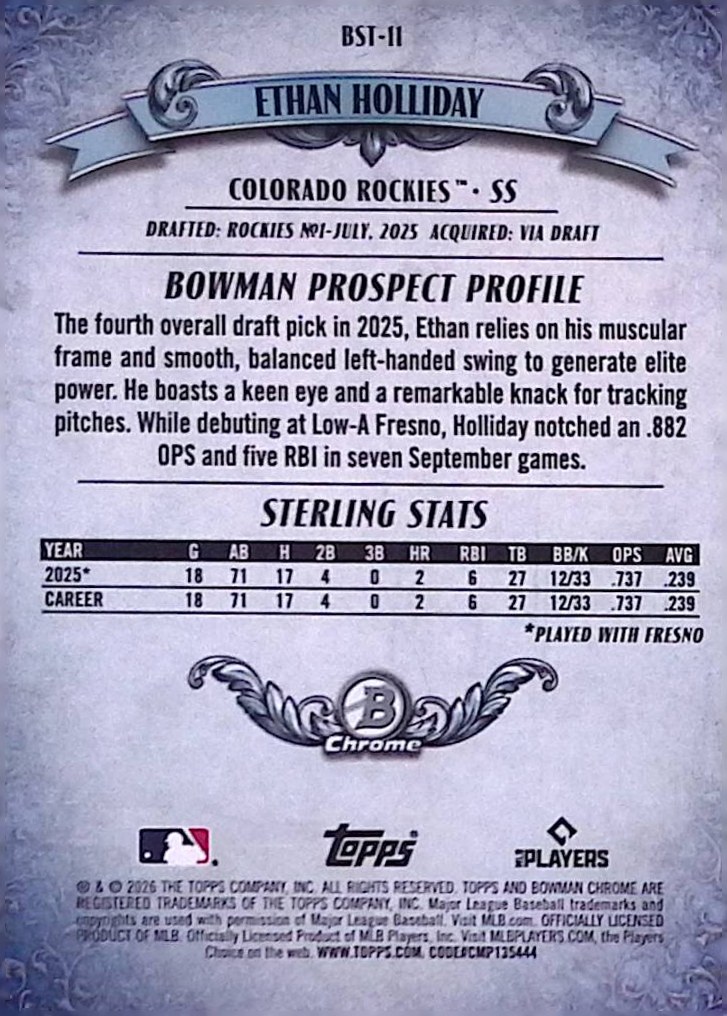 BST-11
ETHAN HOLLIDAY
COLORADO ROCKIES™ • SS
DRAFTED: ROCKIES Nº1-JULY, 2025 ACQUIRED: VIA DRAFT
BOWMAN PROSPECT PROFILE
The fourth overall draft pick in 2025, Ethan relies on his muscular
frame and smooth, balanced left-handed swing to generate elite
power. He boasts a keen eye and a remarkable knack for tracking
pitches. While debuting at Low-A Fresno, Holliday notched an .882
OPS and five RBI in seven September games.
STERLING STATS
YEAR G AB H 2B 3B HR RBI TB BB/K OPS AVG
2025* 18 71 17 4 0 2 6 27 12/33 .737 .239
CAREER 18 71 17 4 0 2 6 27 12/33 .737 .239
*PLAYED WITH FRESNO
B
Chrome
Topps
MLB PLAYERS
® & © 2026 THE TOPPS COMPANY, INC. ALL RIGHTS RESERVED. TOPPS AND BOWMAN CHROME ARE
REGISTERED TRADEMARKS OF THE TOPPS COMPANY, INC. Major League Baseball trademarks and
copyrights are used with permission of Major League Baseball. Visit MLB.com. OFFICIALLY LICENSED
PRODUCT OF MLB. Officially Licensed Product of MLB Players, Inc. Visit MLBPLAYERS.COM, the Players
Choice on the web. WWW.TOPPS.COM. CODE#CMP135444